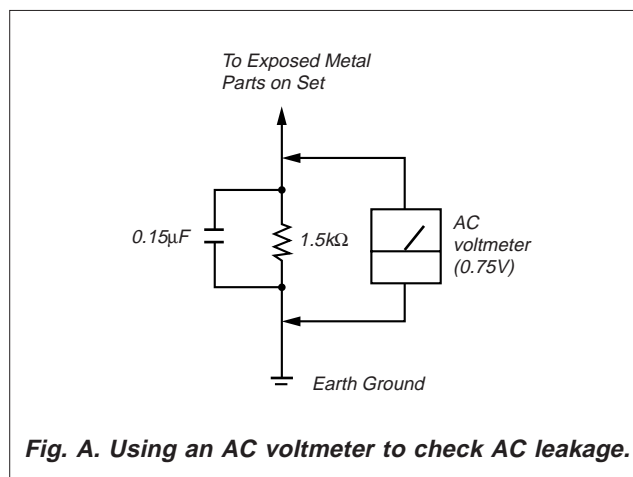 To Exposed Metal
Parts on Set
0.15μF
1.5kΩ
AC
voltmeter
(0.75V)
Earth Ground
Fig. A. Using an AC voltmeter to check AC leakage.